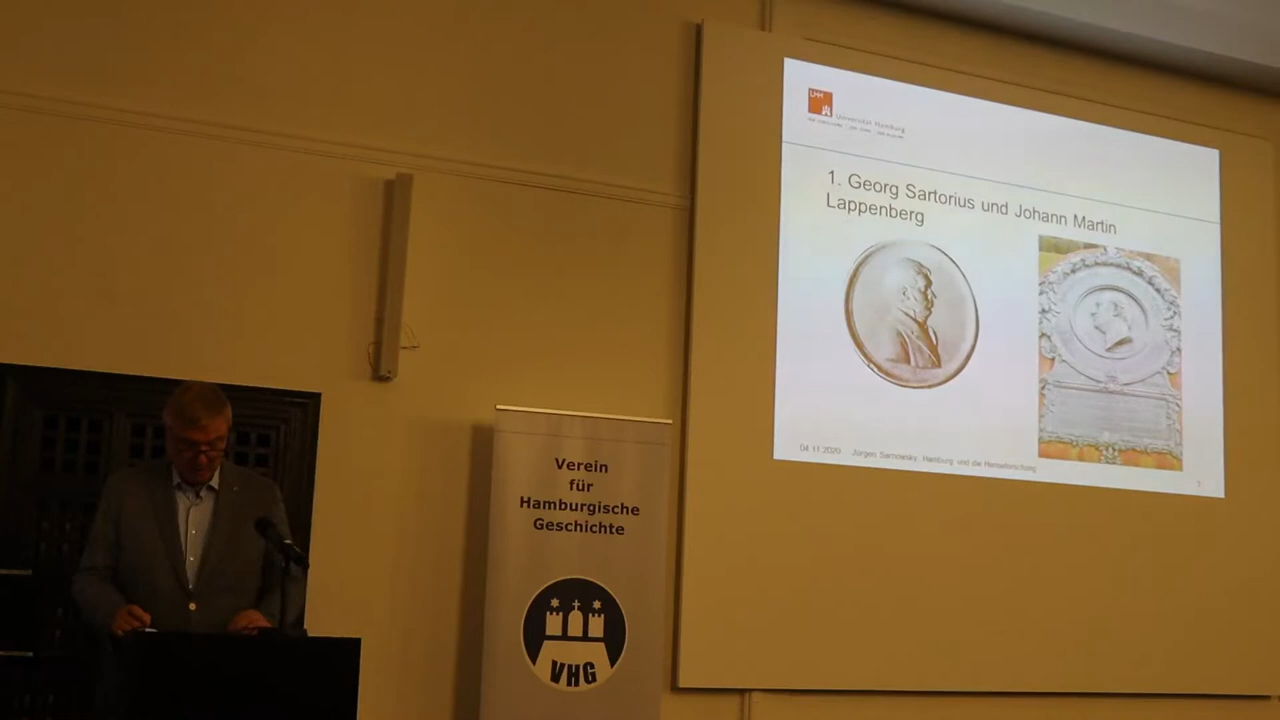 Universität Hamburg
1. Georg Sartorius und Johann Martin
Lappenberg
04.11.2020 Jürgen Sarnowsky: Hamburg und die Hanseforschung
Verein
für
Hamburgische
Geschichte
VHG